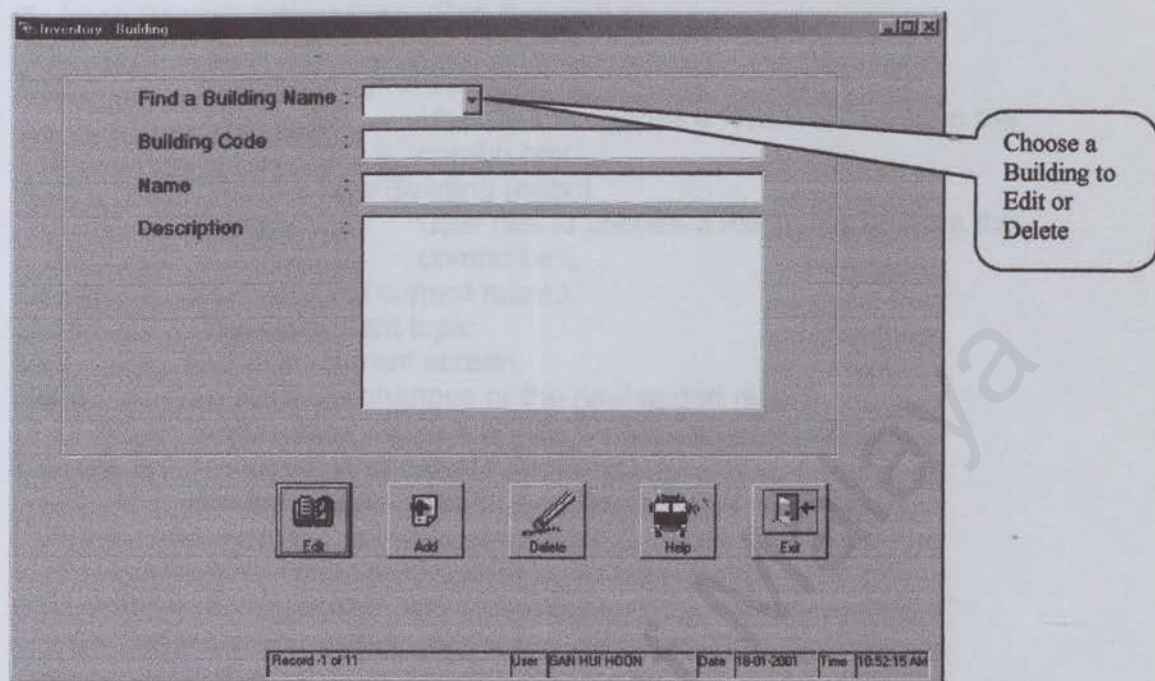 Inventory - Building
Find a Building Name :
Building Code :
Name :
Description :
Choose a
Building to
Edit or
Delete
Edit
Add
Delete
Help
Exit
Record -1 of 11
User
GAN HUI HOON
Date
18-01-2001
Time
10:52:15 AM
Malaya